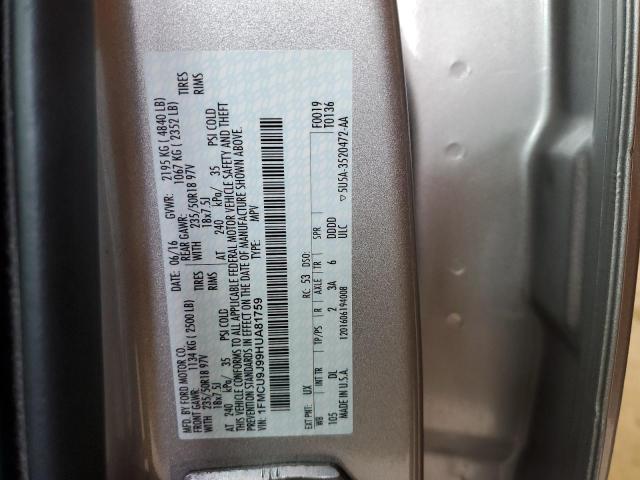 MFD. BY FORD MOTOR CO.
DATE: 06/16 GVWR: 2195 KG ( 4840 LB)
FRONT GAWR: 1134 KG ( 2500 LB) REAR GAWR: 1067 KG ( 2352 LB)
WITH 235/50R18 97V TIRES WITH 235/50R18 97V TIRES
18x7.5J RIMS 18x7.5J RIMS
AT 240 kPa/ 35 PSI COLD AT 240 kPa/ 35 PSI COLD
THIS VEHICLE CONFORMS TO ALL APPLICABLE FEDERAL MOTOR VEHICLE SAFETY AND THEFT
PREVENTION STANDARDS IN EFFECT ON THE DATE OF MANUFACTURE SHOWN ABOVE.
VIN: 1FMCU9J99HUA81759 TYPE: MPV
F0019
T0136
EXT PNT: UX RC: 53 DSO:
WB INT TR TP/PS R AXLE TR SPR
105 DL 2 3A 6 DDDD
ULC
5U5A-3520472-AA
MADE IN U.S.A. 1201606194008